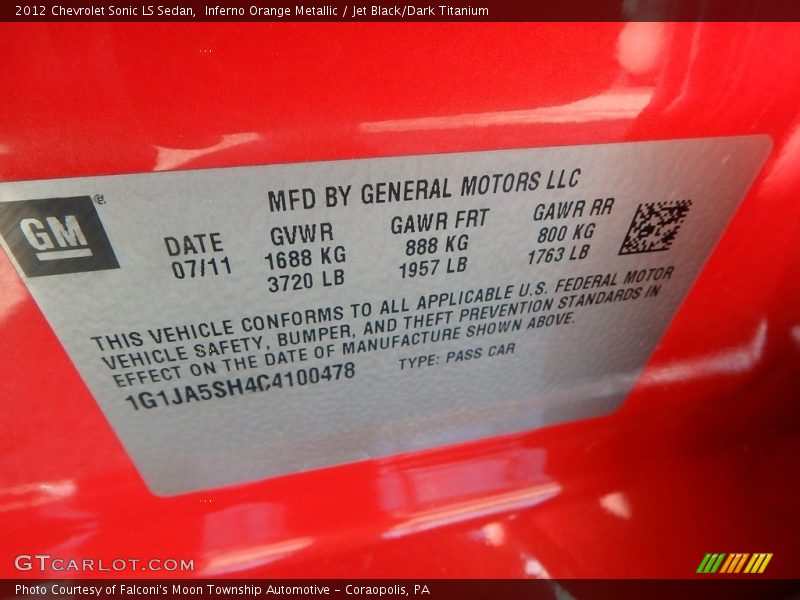 2012 Chevrolet Sonic LS Sedan,  Inferno Orange Metallic / Jet Black/Dark Titanium
GM®
MFD BY GENERAL MOTORS LLC
DATE GVWR GAWR FRT GAWR RR
07/11 1688 KG 888 KG 800 KG
3720 LB 1957 LB 1763 LB
THIS VEHICLE CONFORMS TO ALL APPLICABLE U.S. FEDERAL MOTOR
VEHICLE SAFETY, BUMPER, AND THEFT PREVENTION STANDARDS IN
EFFECT ON THE DATE OF MANUFACTURE SHOWN ABOVE.
1G1JA5SH4C4100478 TYPE: PASS CAR
GTCARLOT.COM
Photo Courtesy of Falconi's Moon Township Automotive - Coraopolis, PA